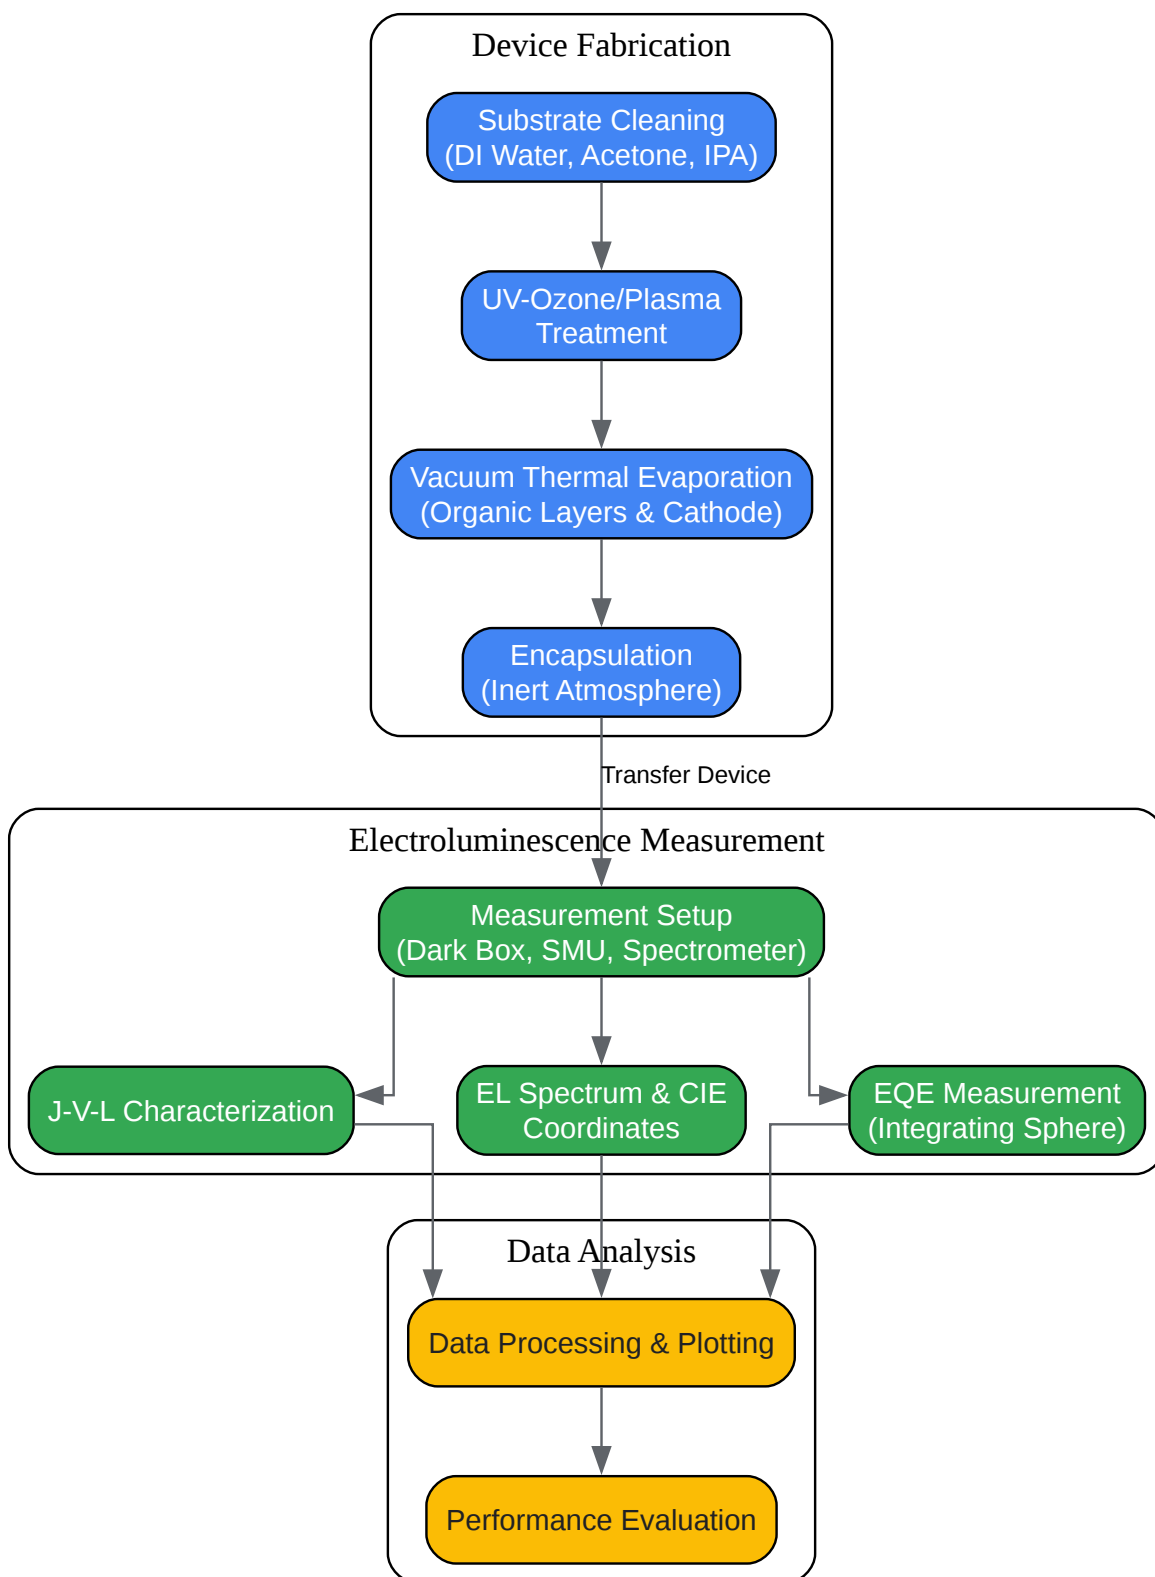 Device Fabrication
Substrate Cleaning
(DI Water, Acetone, IPA)
UV-Ozone/Plasma
Treatment
Vacuum Thermal Evaporation
(Organic Layers & Cathode)
Encapsulation
(Inert Atmosphere)
Transfer Device
Electroluminescence Measurement
Measurement Setup
(Dark Box, SMU, Spectrometer)
J-V-L Characterization
EL Spectrum & CIE
Coordinates
EQE Measurement
(Integrating Sphere)
Data Analysis
Data Processing & Plotting
Performance Evaluation